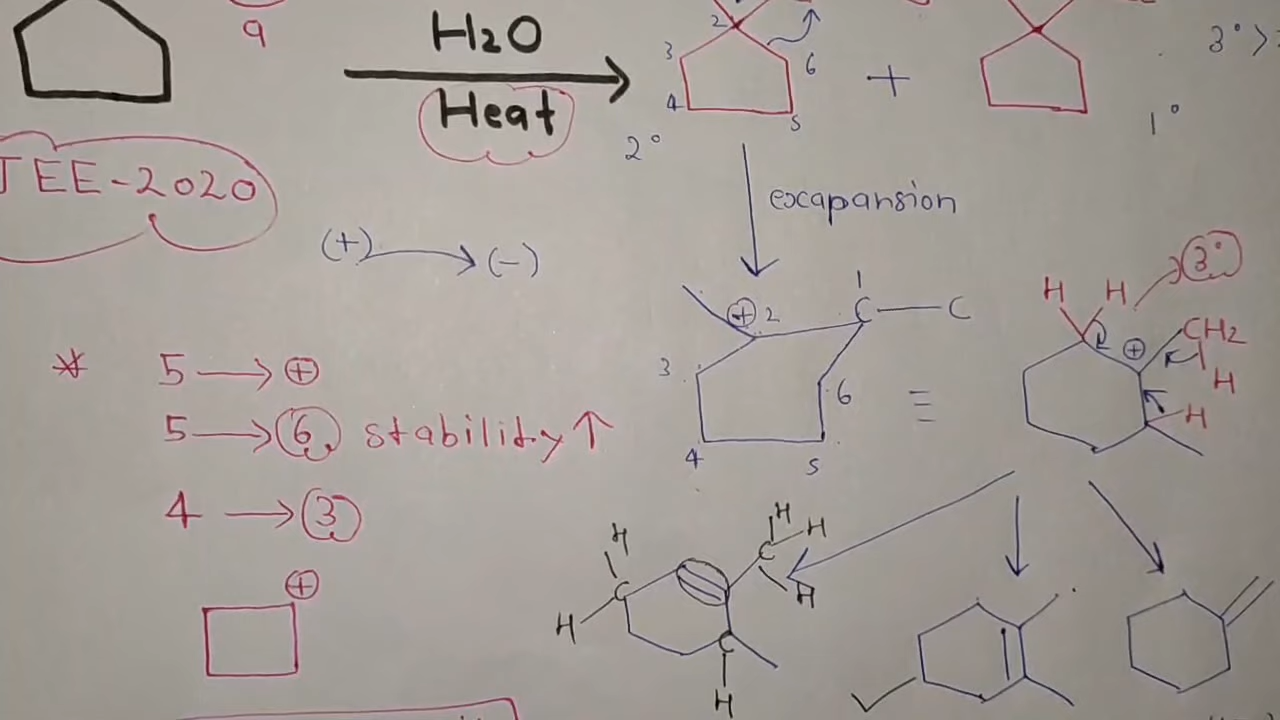 9
H2O
Heat
2
3
4
5
6
2°
+
3° >
1°
JEE-2020
excapansion
(+) → (-)
3°
H H
+ 2
C — C
3
6
4
5
≡
+
CH2
H
H
* 5 → +
5 → 6 stability ↑
4 → 3
+
H
C
H
H
C H
H
C
H